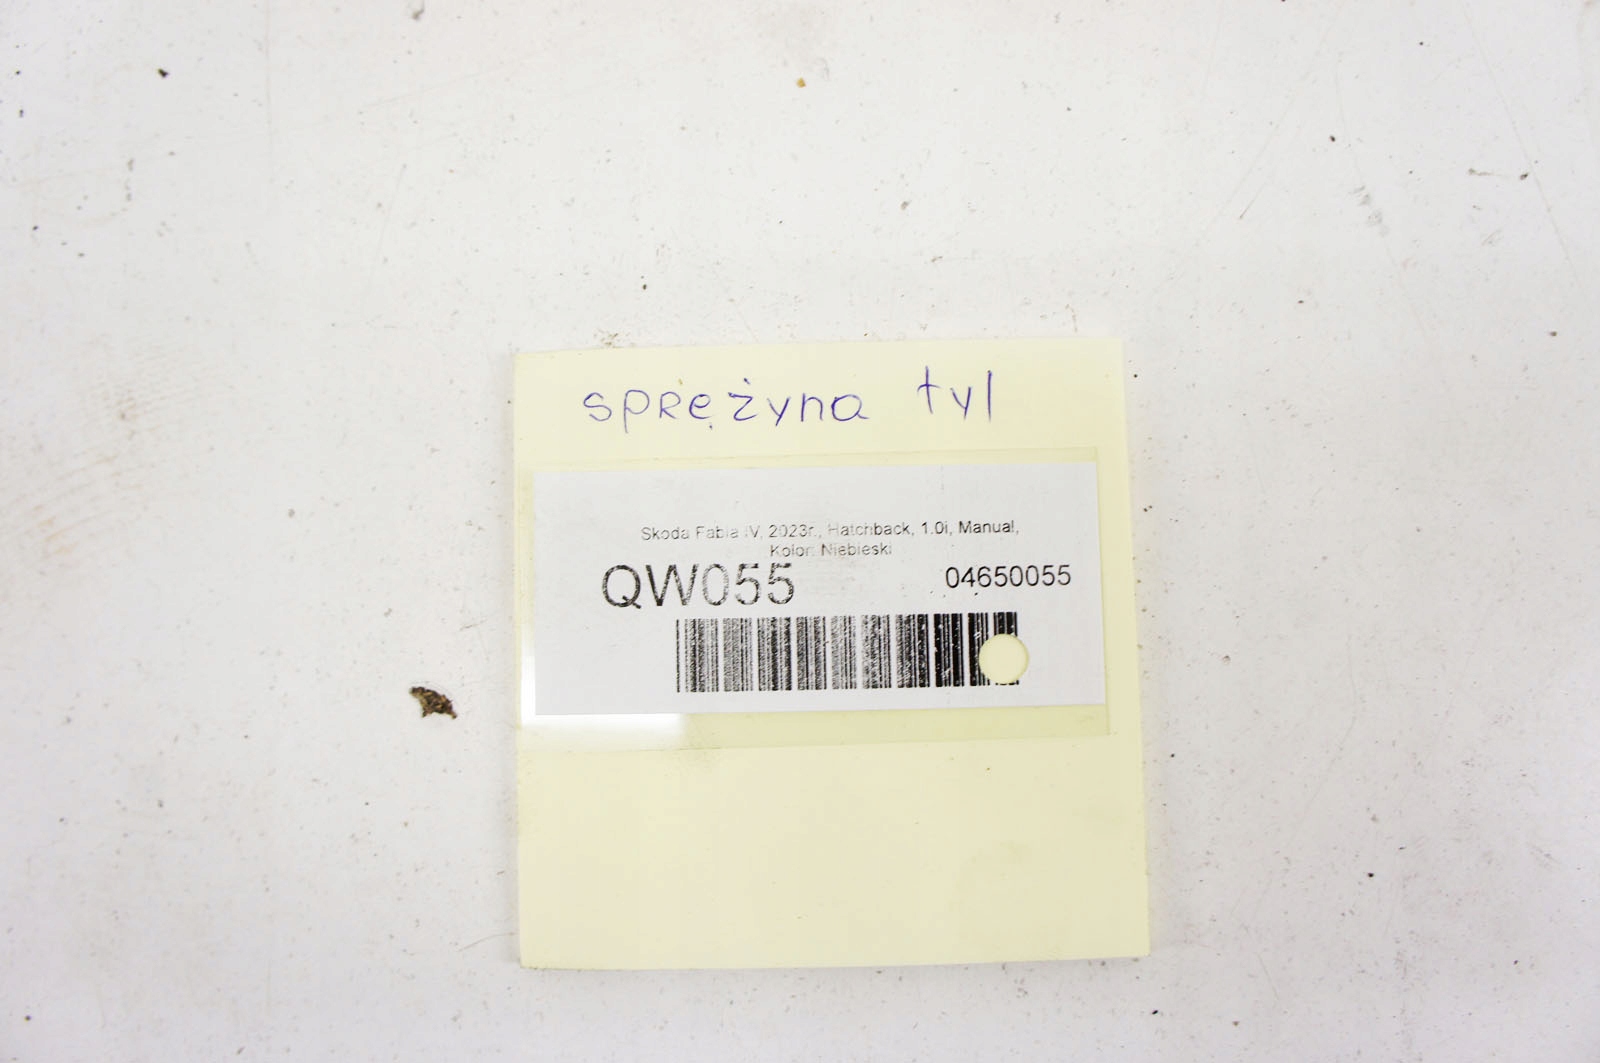 sprężyna tyl
Skoda Fabia IV, 2023r., Hatchback, 1.0i, Manual,
Kolor: Niebieski
QW055
04650055